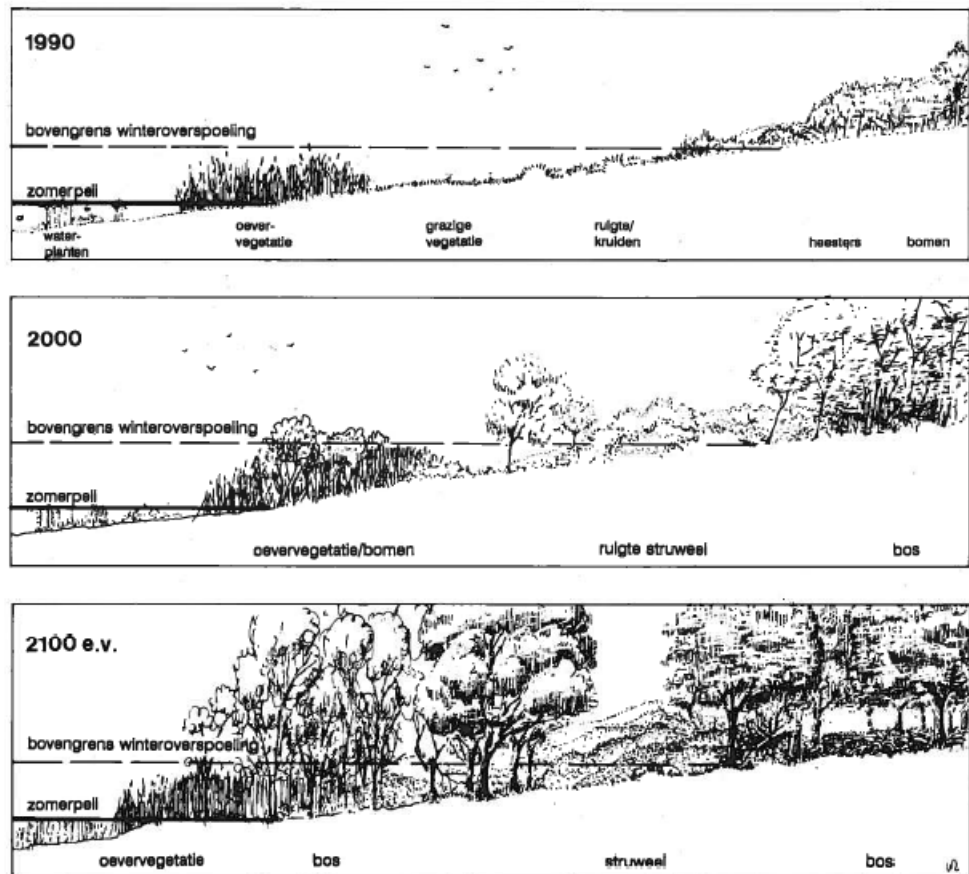 1990
bovengrens winteroverspoeling
zomerpeil
water-
planten
oever-
vegetatie
grazige
vegetatie
ruigte/
kruiden
heesters
bomen
2000
bovengrens winteroverspoeling
zomerpeil
oevervegetatie/bomen
ruigte struweel
bos
2100 e.v.
bovengrens winteroverspoeling
zomerpeil
oevervegetatie
bos
struweel
bos